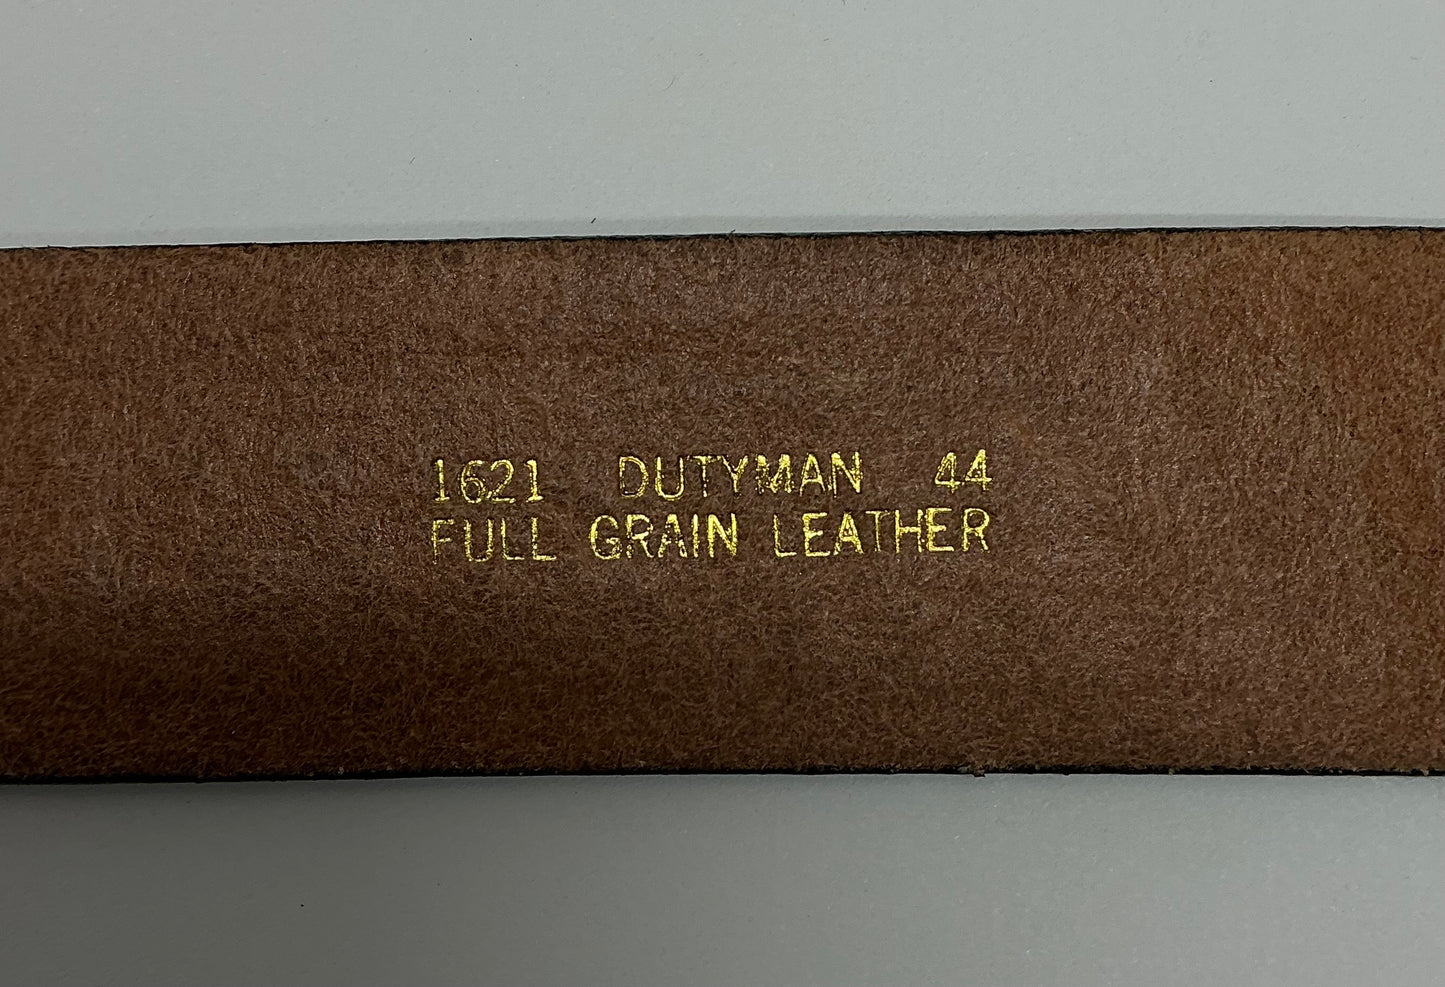 1621 DUTYMAN 44
FULL GRAIN LEATHER